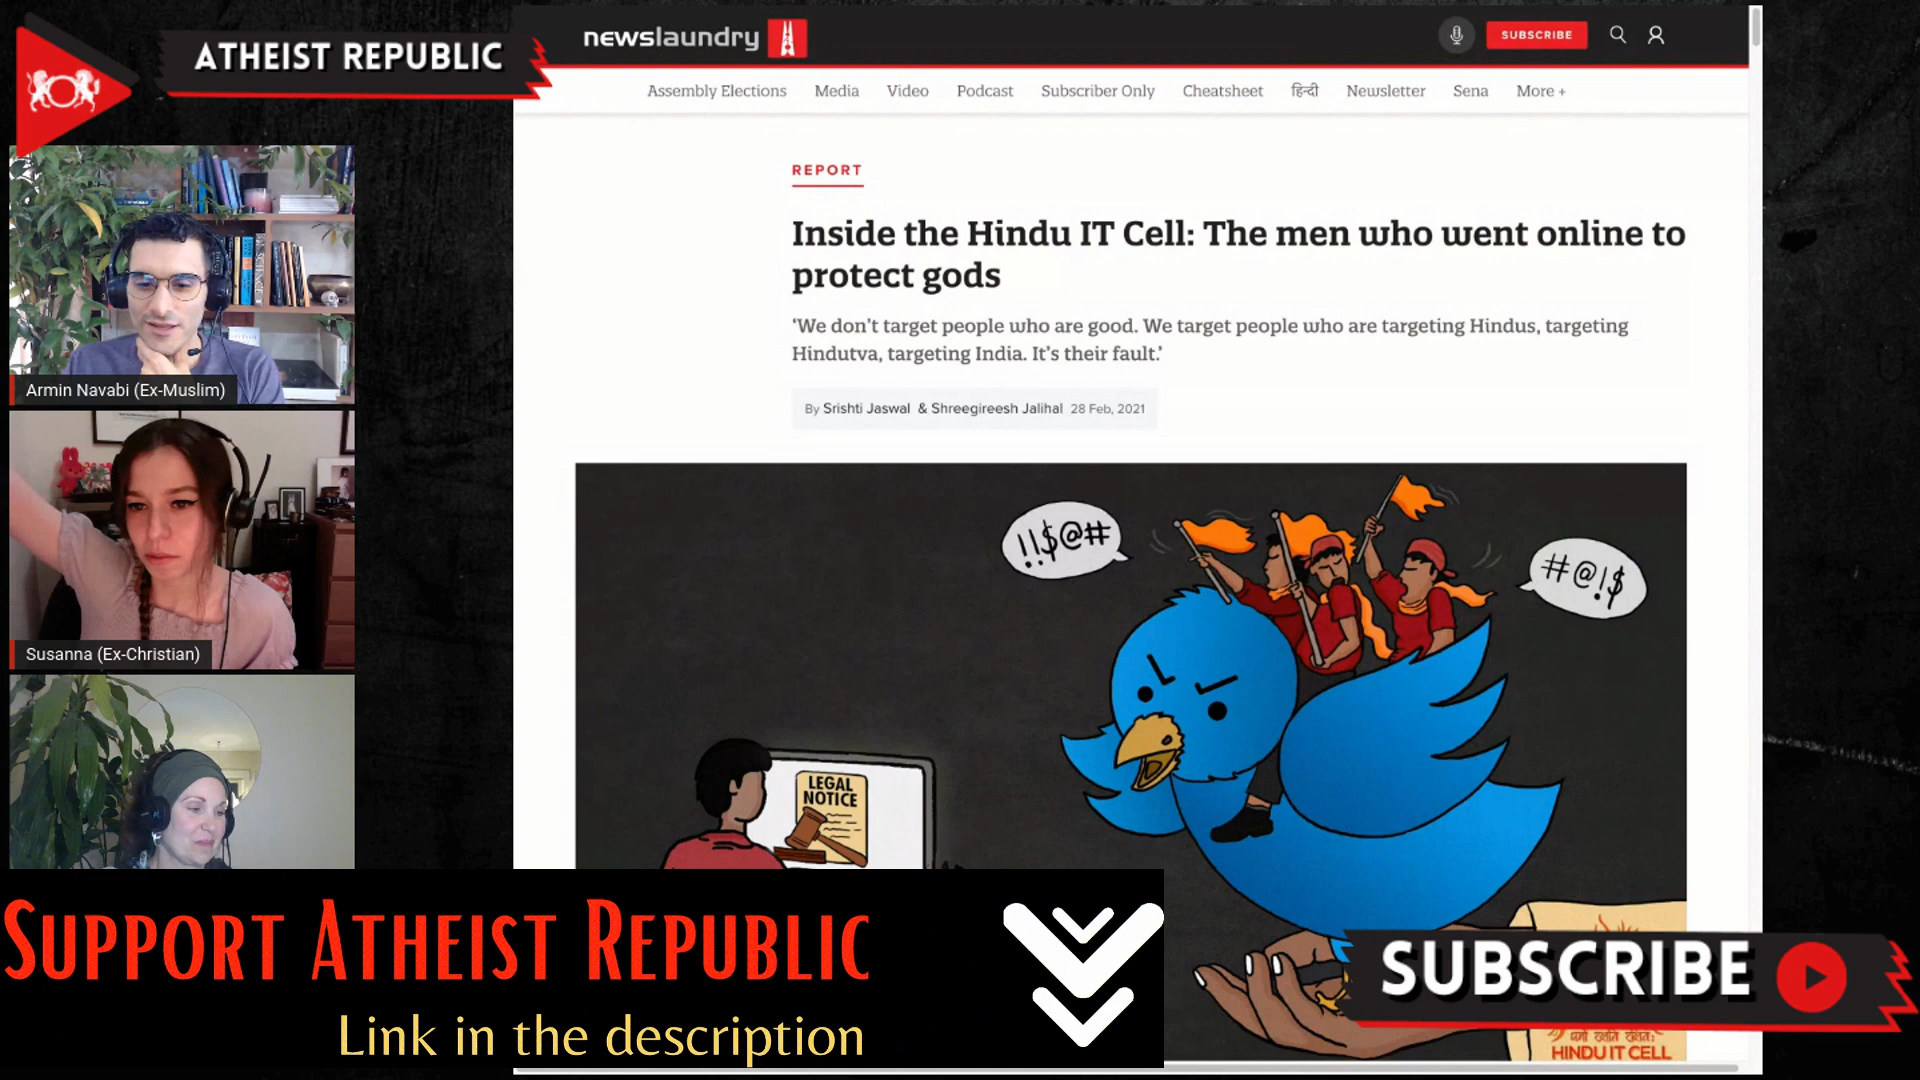 ATHEIST REPUBLIC
Armin Navabi (Ex-Muslim)
Susanna (Ex-Christian)
newslaundry
SUBSCRIBE
Assembly Elections Media Video Podcast Subscriber Only Cheatsheet हिन्दी Newsletter Sena More +
REPORT
Inside the Hindu IT Cell: The men who went online to
protect gods
'We don't target people who are good. We target people who are targeting Hindus, targeting
Hindutva, targeting India. It's their fault.'
By Srishti Jaswal & Shreegireesh Jalihal 28 Feb, 2021
!!$@#
#@!$
LEGAL
NOTICE
HINDU IT CELL
SUPPORT ATHEIST REPUBLIC
Link in the description
SUBSCRIBE